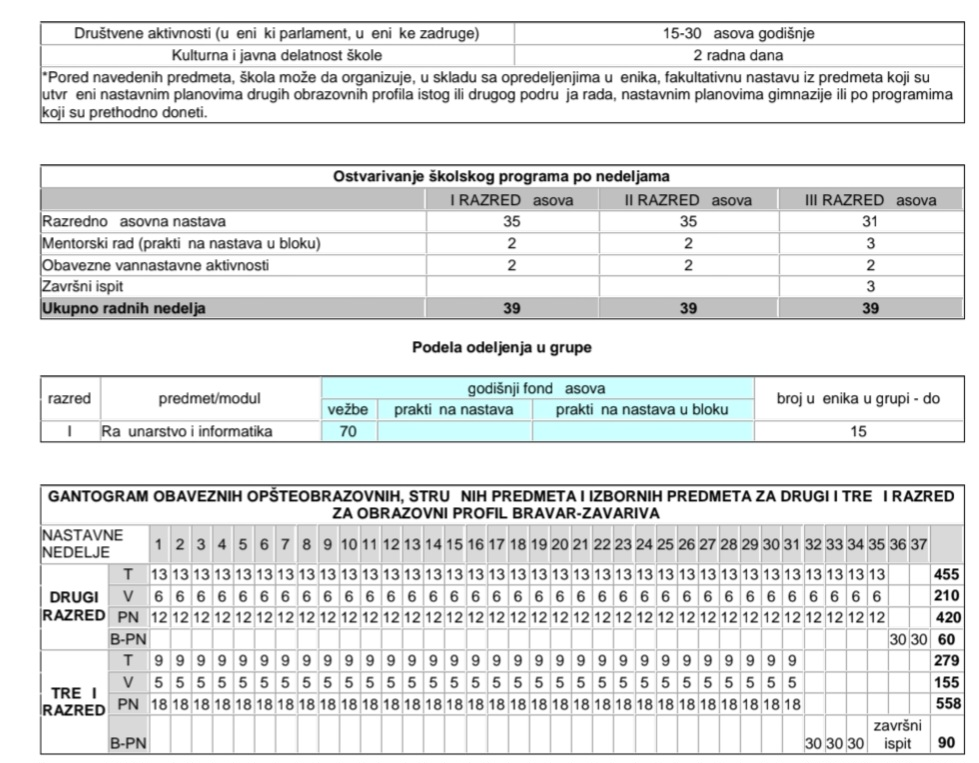 Društvene aktivnosti (u eni ki parlament, u eni ke zadruge) 15-30 asova godišnje
Kulturna i javna delatnost škole 2 radna dana
*Pored navedenih predmeta, škola može da organizuje, u skladu sa opredeljenjima u enika, fakultativnu nastavu iz predmeta koji su
utvr eni nastavnim planovima drugih obrazovnih profila istog ili drugog podru ja rada, nastavnim planovima gimnazije ili po programima
koji su prethodno doneti.
Ostvarivanje školskog programa po nedeljama
I RAZRED asova II RAZRED asova III RAZRED asova
Razredno asovna nastava 35 35 31
Mentorski rad (prakti na nastava u bloku) 2 2 3
Obavezne vannastavne aktivnosti 2 2 2
Završni ispit 3
Ukupno radnih nedelja 39 39 39
Podela odeljenja u grupe
razred predmet/modul godišnji fond asova broj u enika u grupi - do
vežbe prakti na nastava prakti na nastava u bloku
I Ra unarstvo i informatika 70 15
GANTOGRAM OBAVEZNIH OPŠTEOBRAZOVNIH, STRU NIH PREDMETA I IZBORNIH PREDMETA ZA DRUGI I TRE I RAZRED
ZA OBRAZOVNI PROFIL BRAVAR-ZAVARIVA
NASTAVNE
NEDELJE 1 2 3 4 5 6 7 8 9 10 11 12 13 14 15 16 17 18 19 20 21 22 23 24 25 26 27 28 29 30 31 32 33 34 35 36 37
DRUGI
RAZRED
T 13 13 13 13 13 13 13 13 13 13 13 13 13 13 13 13 13 13 13 13 13 13 13 13 13 13 13 13 13 13 13 13 13 13 13 455
V 6 6 6 6 6 6 6 6 6 6 6 6 6 6 6 6 6 6 6 6 6 6 6 6 6 6 6 6 6 6 6 6 6 6 6 210
PN 12 12 12 12 12 12 12 12 12 12 12 12 12 12 12 12 12 12 12 12 12 12 12 12 12 12 12 12 12 12 12 12 12 12 12 420
B-PN 30 30 60
TRE I
RAZRED
T 9 9 9 9 9 9 9 9 9 9 9 9 9 9 9 9 9 9 9 9 9 9 9 9 9 9 9 9 9 9 9 279
V 5 5 5 5 5 5 5 5 5 5 5 5 5 5 5 5 5 5 5 5 5 5 5 5 5 5 5 5 5 5 5 155
PN 18 18 18 18 18 18 18 18 18 18 18 18 18 18 18 18 18 18 18 18 18 18 18 18 18 18 18 18 18 18 18 558
B-PN 30 30 30 završni ispit 90